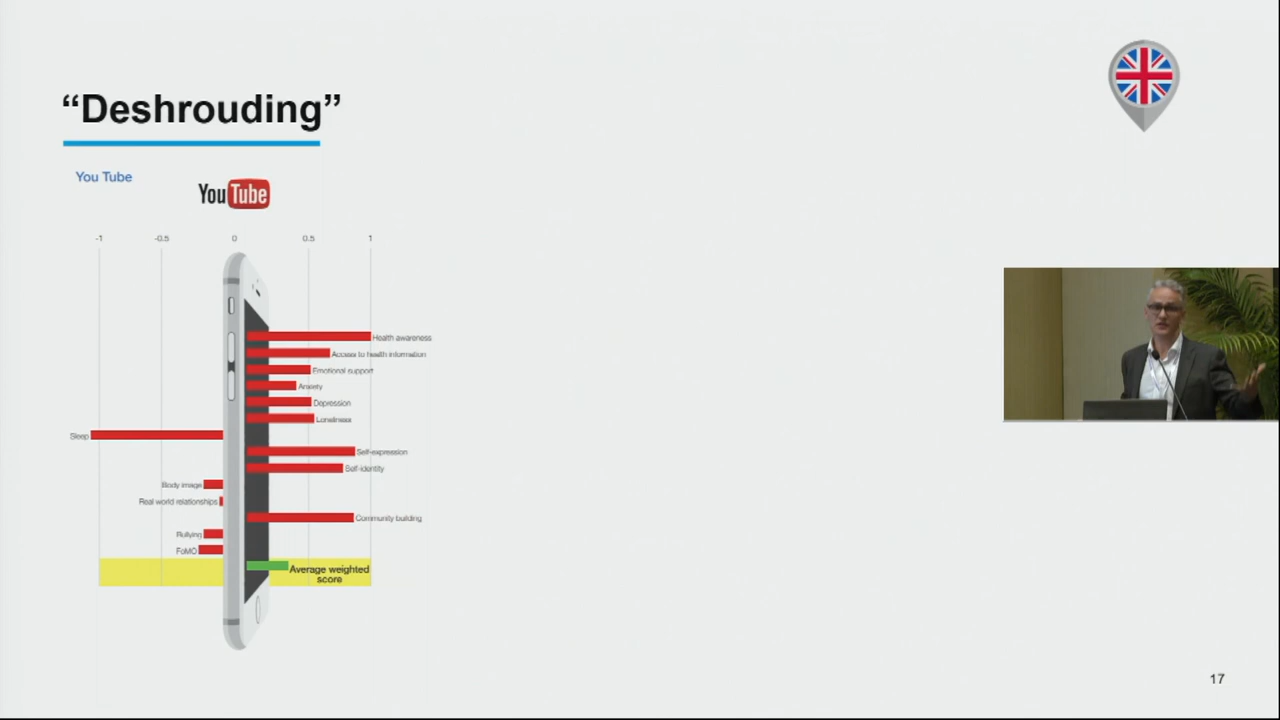 “Deshrouding”
You Tube
YouTube
-1 -0.5 0 0.5 1
Health awareness
Access to health information
Emotional support
Anxiety
Depression
Loneliness
Sleep
Self-expression
Self-identity
Body image
Real world relationships
Community building
Bullying
FoMO
Average weighted
score
17